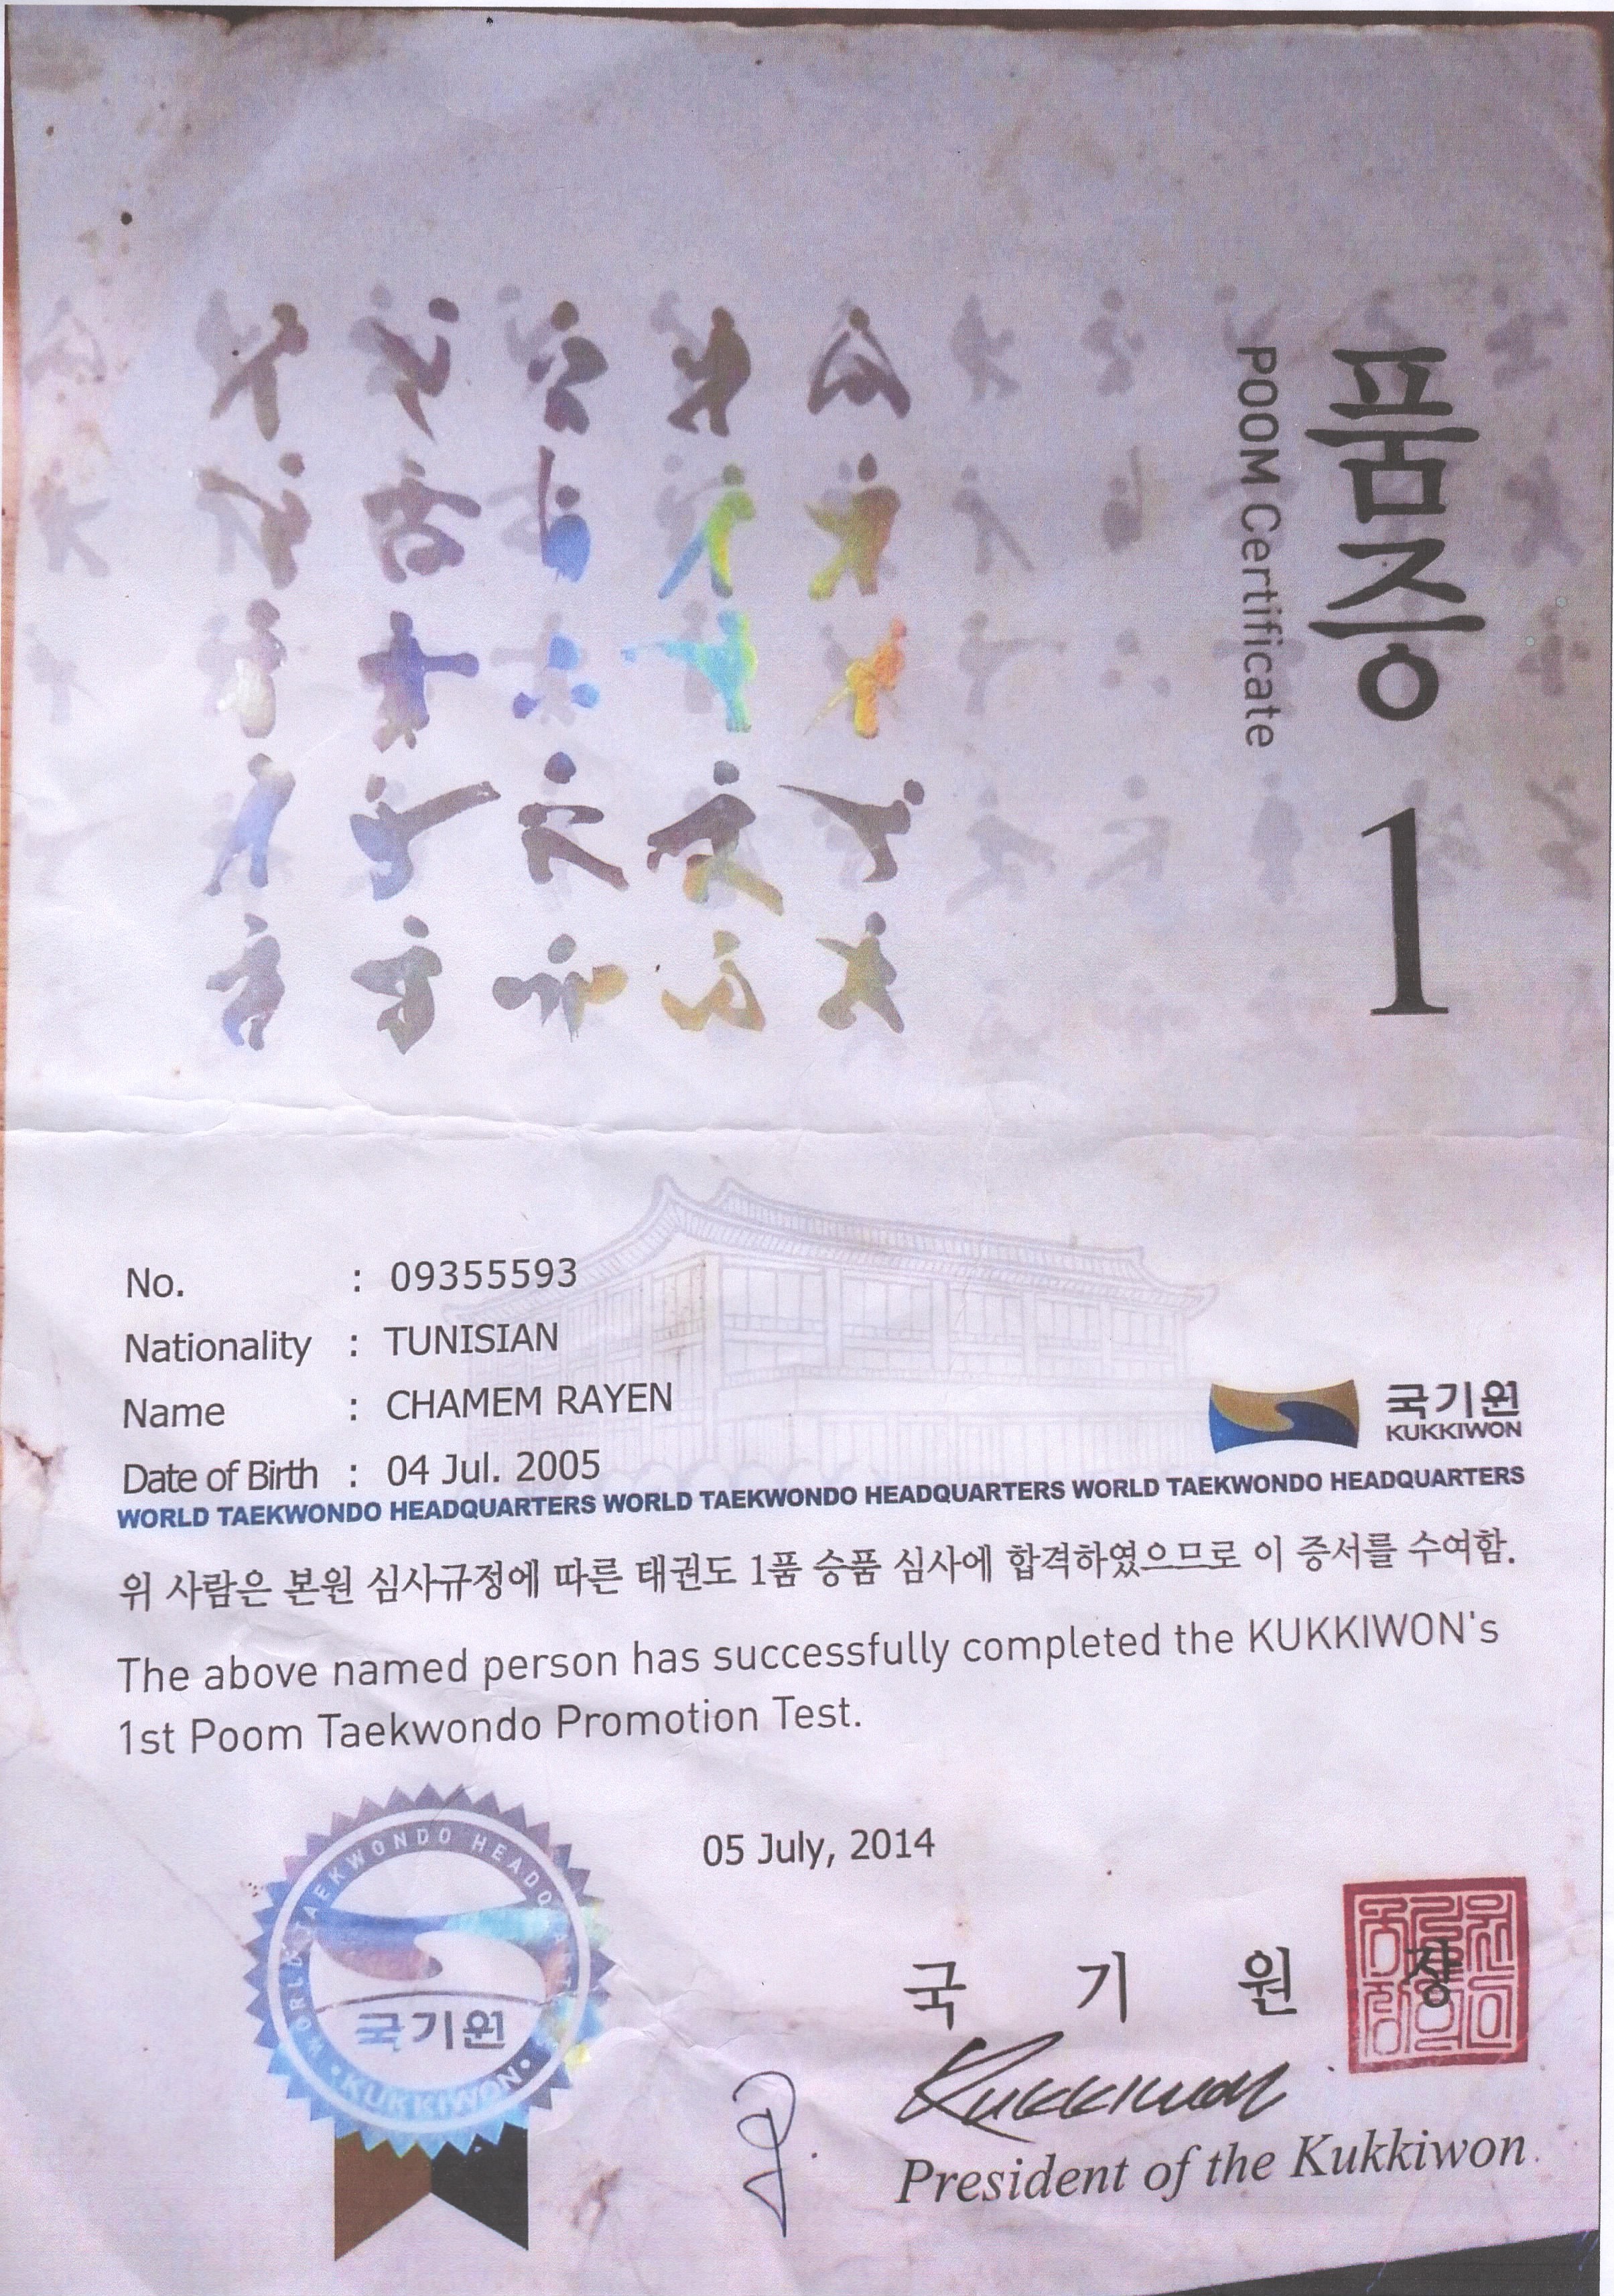 품증 1
POOM Certificate
No. : 09355593
Nationality : TUNISIAN
Name : CHAMEM RAYEN
Date of Birth : 04 Jul. 2005
국기원
KUKKIWON
WORLD TAEKWONDO HEADQUARTERS WORLD TAEKWONDO HEADQUARTERS WORLD TAEKWONDO HEADQUARTERS
위 사람은 본원 심사규정에 따른 태권도 1품 승품 심사에 합격하였으므로 이 증서를 수여함.
The above named person has successfully completed the KUKKIWON's
1st Poom Taekwondo Promotion Test.
05 July, 2014
WORLD TAEKWONDO HEADQUARTERS
국기원
• KUKKIWON •
국 기 원 장
Kukkiwon
President of the Kukkiwon